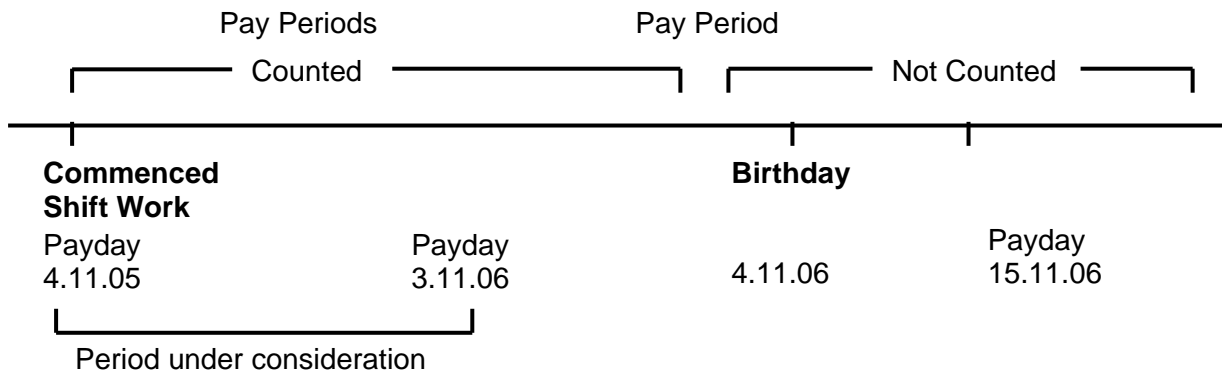 Pay Periods Pay Period
Counted Not Counted
Commenced Birthday
Shift Work
Payday Payday Payday
4.11.05 3.11.06 4.11.06 15.11.06
Period under consideration